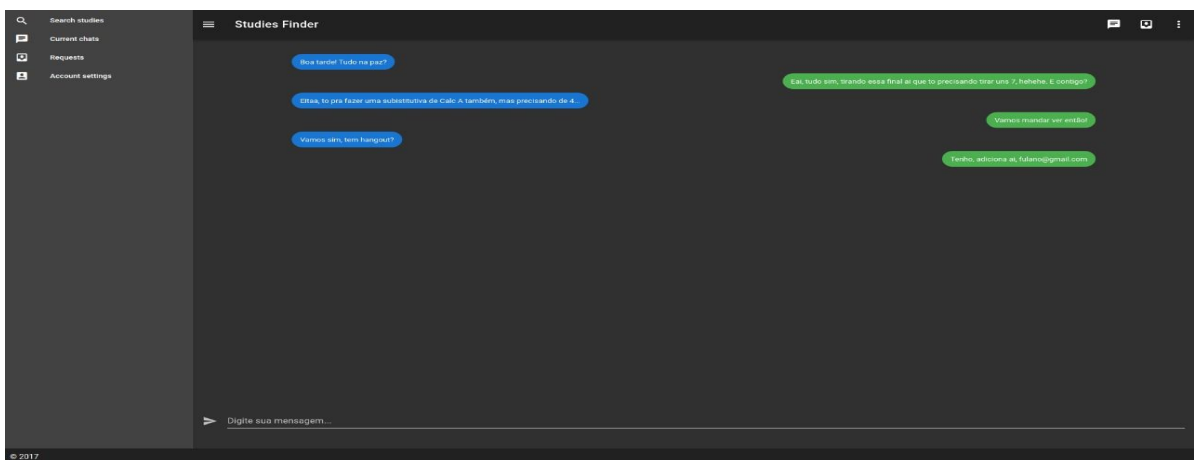 Search studies
Current chats
Requests
Account settings
Studies Finder
Boa tarde! Tudo na paz?
Eai, tudo sim, tirando essa final ai que to precisando tirar uns 7, hehehe. E contigo?
Eitaa, to pra fazer uma substitutiva de Calc A também, mas precisando de 4...
Vamos mandar ver então!
Vamos sim, tem hangout?
Tenho, adiciona ai, fulano@gmail.com
Digite sua mensagem...
© 2017